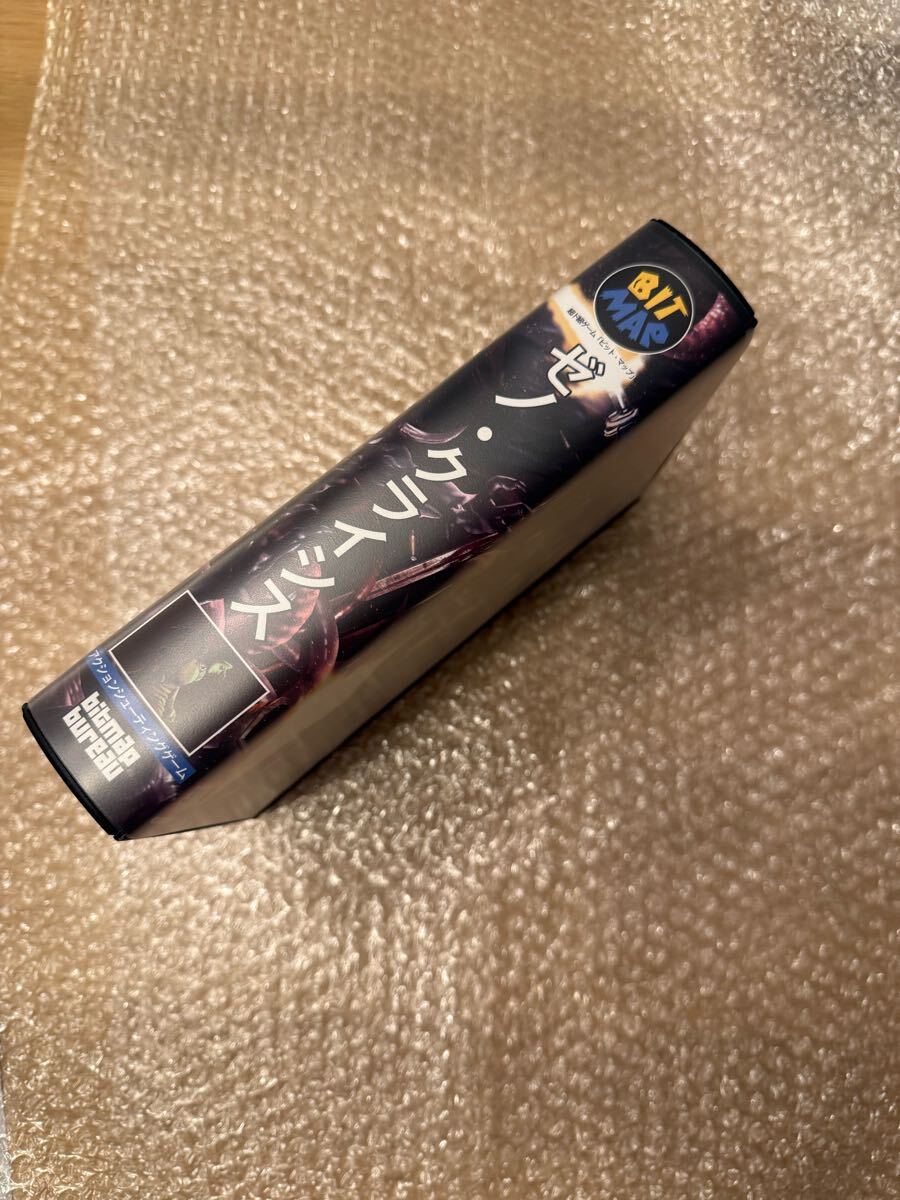 BIT
MAP
ゼノ・クライシス
アクションシューティングゲーム
bitmap
bureau